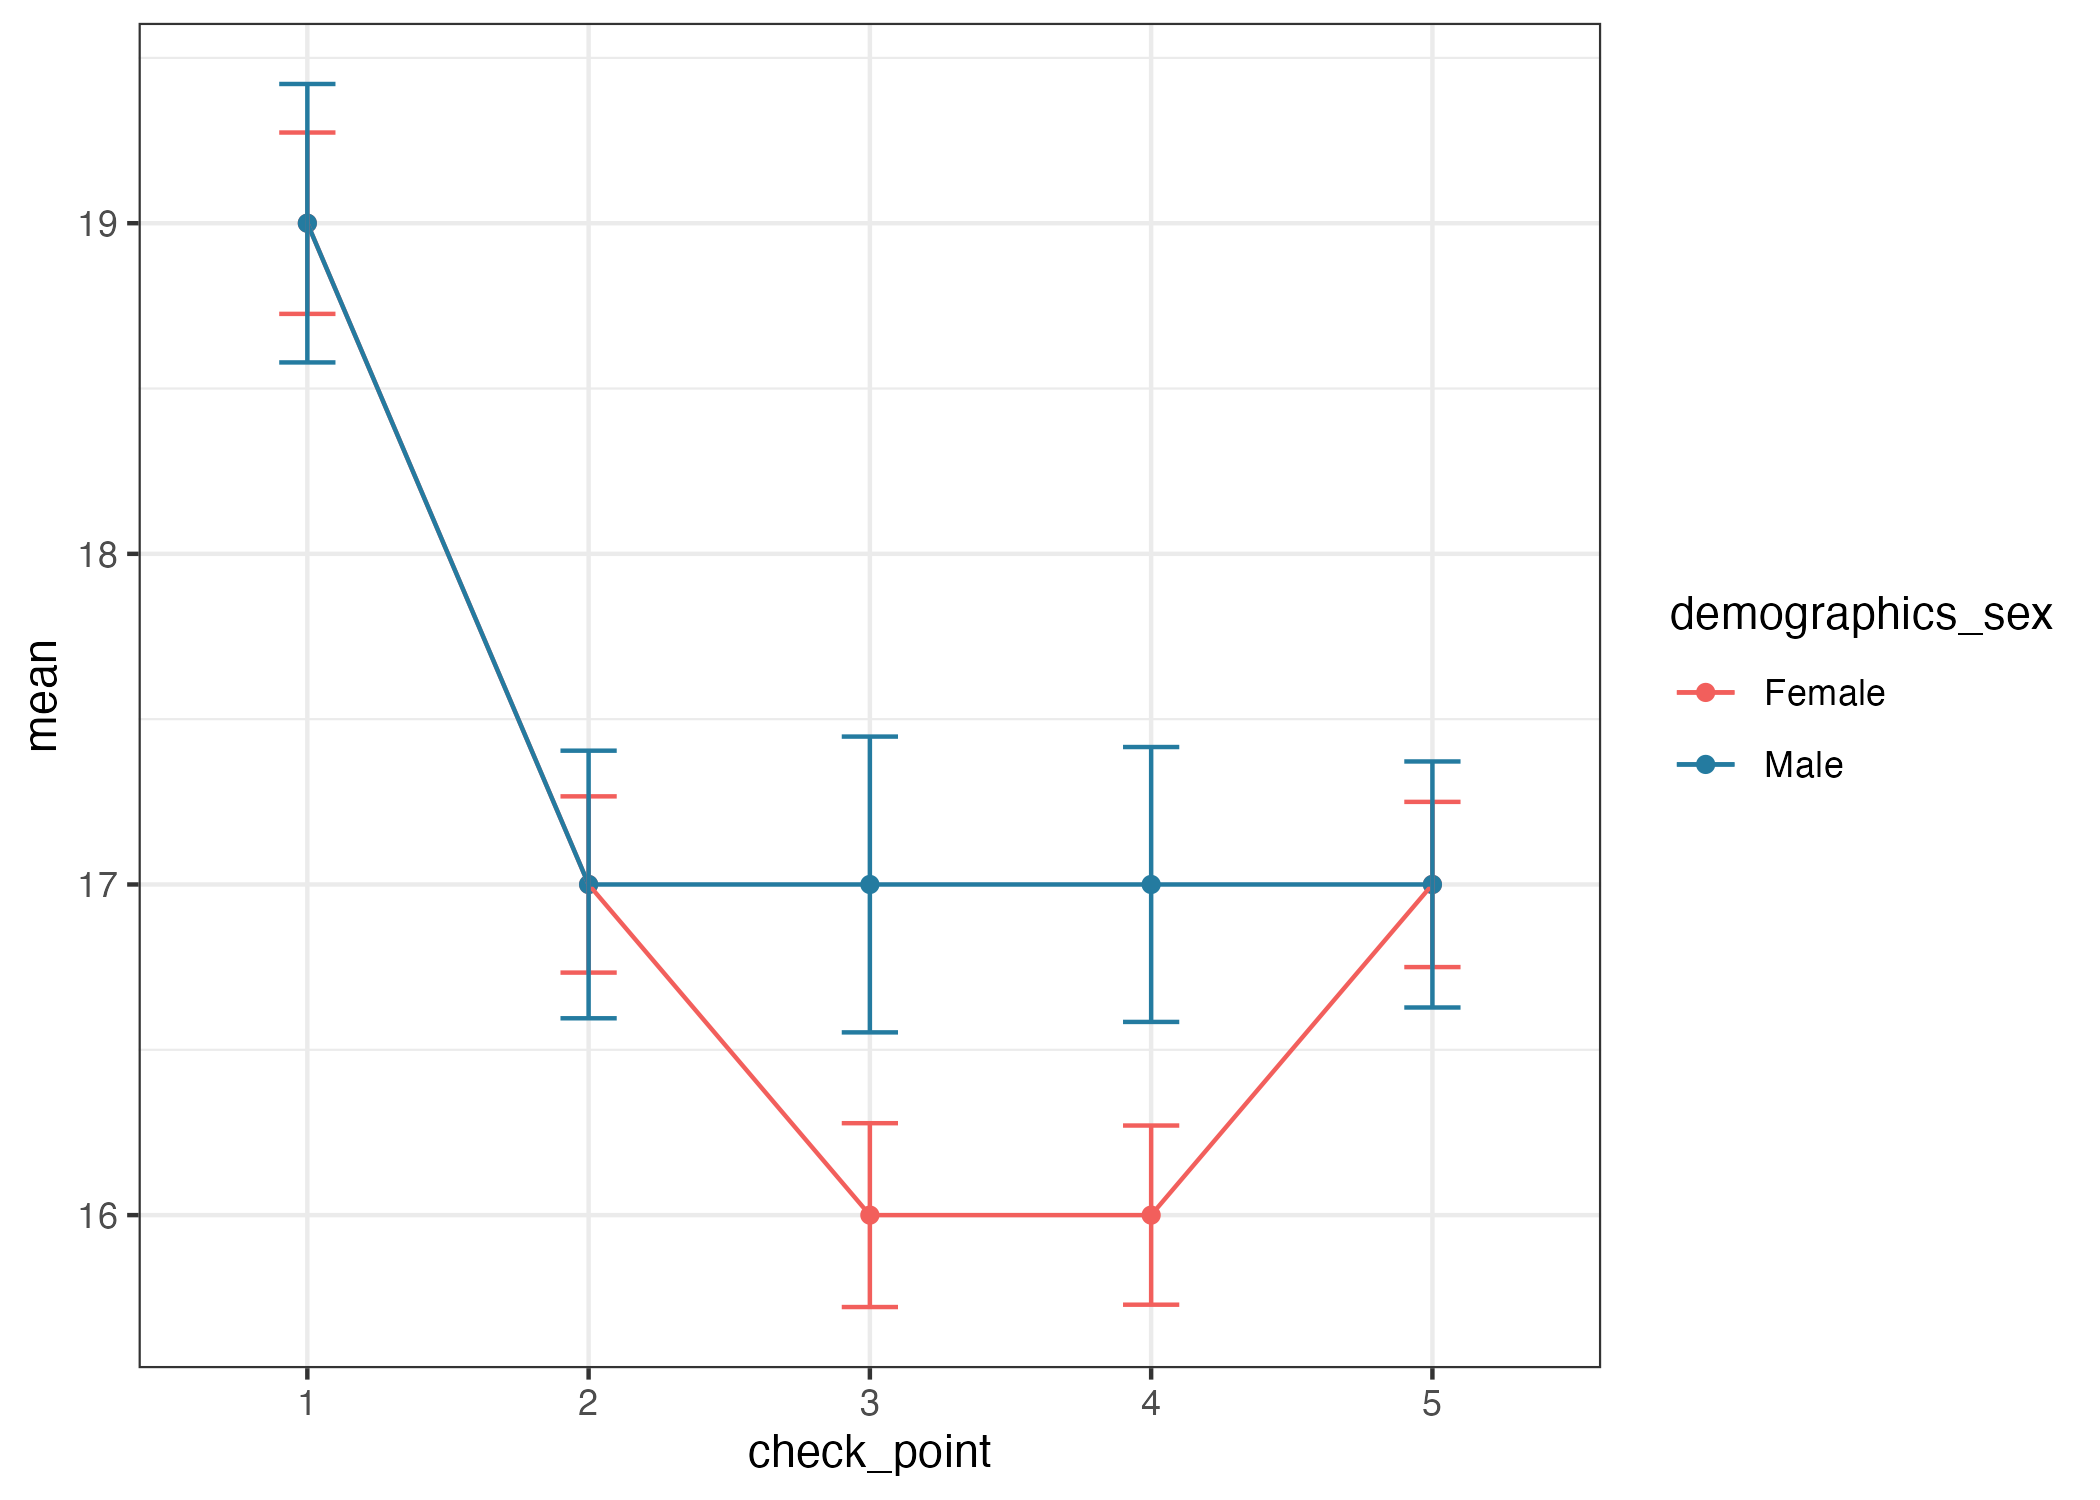 19
18
17
16
mean
1 2 3 4 5
check_point
demographics_sex
Female
Male